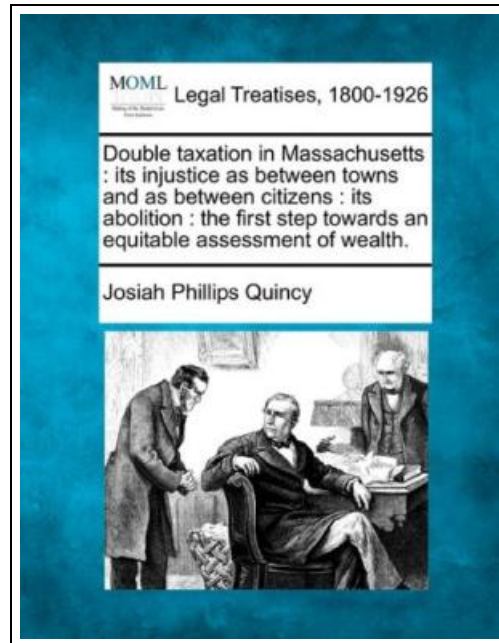 MOML
Legal Treatises, 1800-1926
Double taxation in Massachusetts
: its injustice as between towns
and as between citizens : its
abolition : the first step towards an
equitable assessment of wealth.
Josiah Phillips Quincy